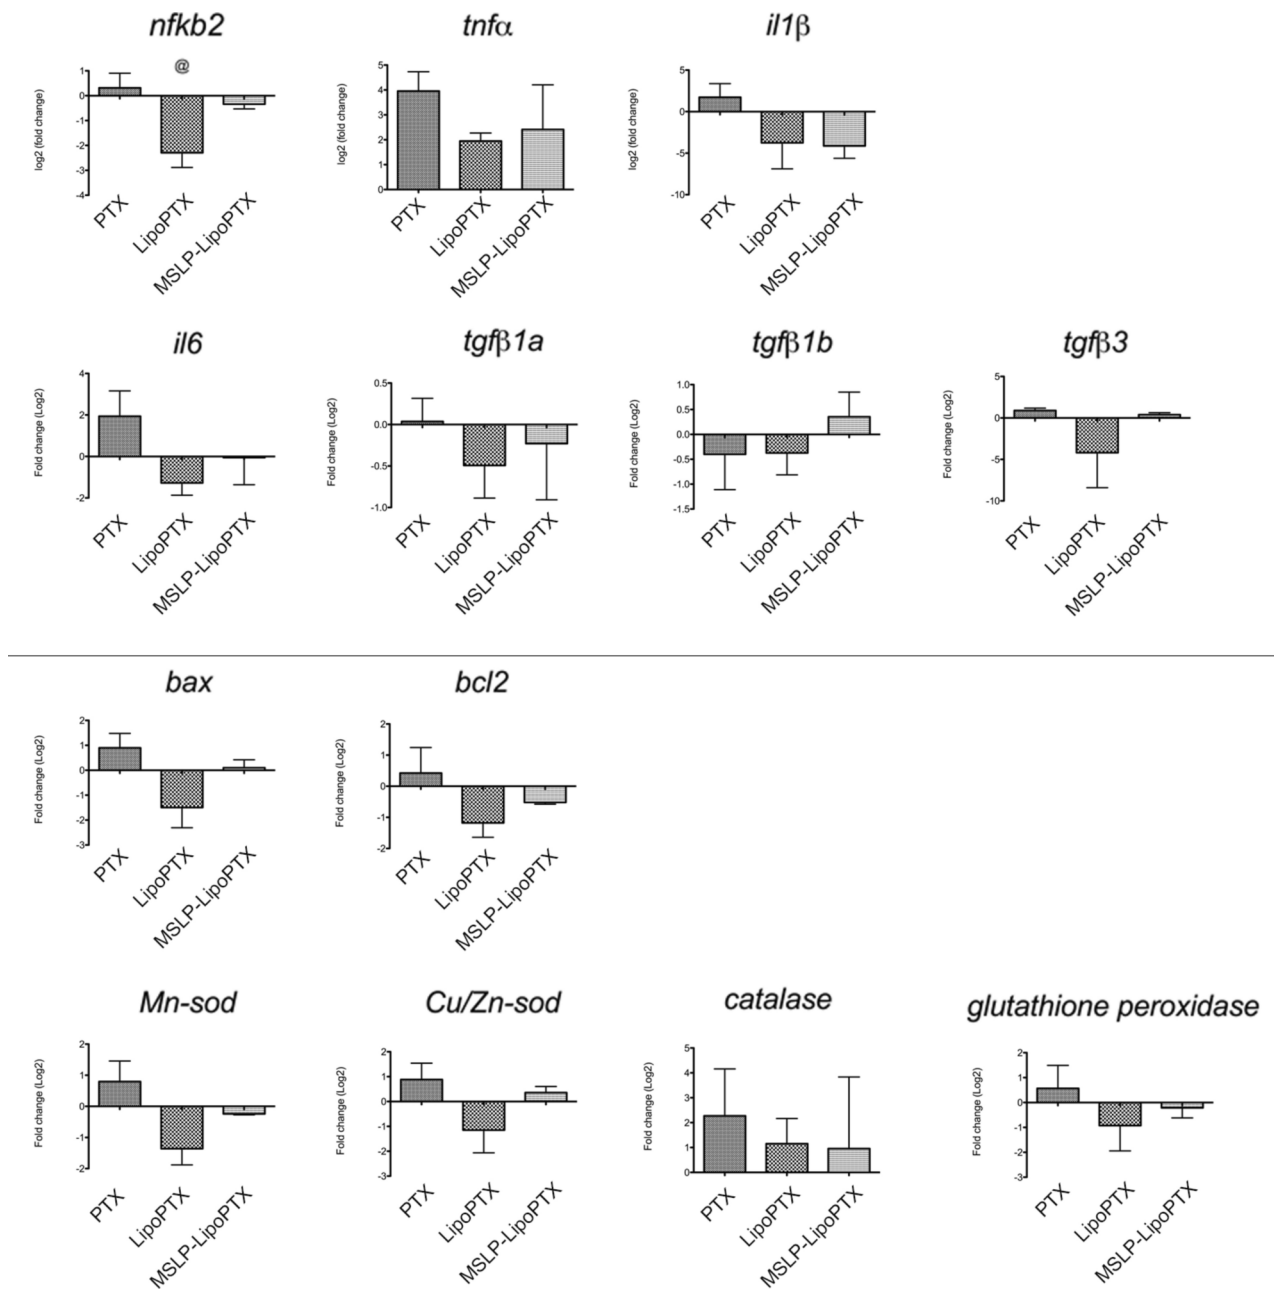 nfkb2
@
log2 (fold change)
1
0
-1
-2
-3
-4
PTX
LipoPTX
MSLP-LipoPTX
tnfα
log2 (fold change)
5
4
3
2
1
0
PTX
LipoPTX
MSLP-LipoPTX
il1β
log2 (fold change)
5
0
-5
-10
PTX
LipoPTX
MSLP-LipoPTX
il6
Fold change (Log2)
4
2
0
-2
PTX
LipoPTX
MSLP-LipoPTX
tgfβ1a
Fold change (Log2)
0.5
0.0
-0.5
-1.0
PTX
LipoPTX
MSLP-LipoPTX
tgfβ1b
Fold change (Log2)
1.0
0.5
0.0
-0.5
-1.0
-1.5
PTX
LipoPTX
MSLP-LipoPTX
tgfβ3
Fold change (Log2)
5
0
-5
-10
PTX
LipoPTX
MSLP-LipoPTX
bax
Fold change (Log2)
2
1
0
-1
-2
-3
PTX
LipoPTX
MSLP-LipoPTX
bcl2
Fold change (Log2)
2
1
0
-1
-2
PTX
LipoPTX
MSLP-LipoPTX
Mn-sod
Fold change (Log2)
2
1
0
-1
-2
PTX
LipoPTX
MSLP-LipoPTX
Cu/Zn-sod
Fold change (Log2)
2
1
0
-1
-2
-3
PTX
LipoPTX
MSLP-LipoPTX
catalase
Fold change (Log2)
5
4
3
2
1
0
PTX
LipoPTX
MSLP-LipoPTX
glutathione peroxidase
Fold change (Log2)
2
1
0
-1
-2
-3
PTX
LipoPTX
MSLP-LipoPTX